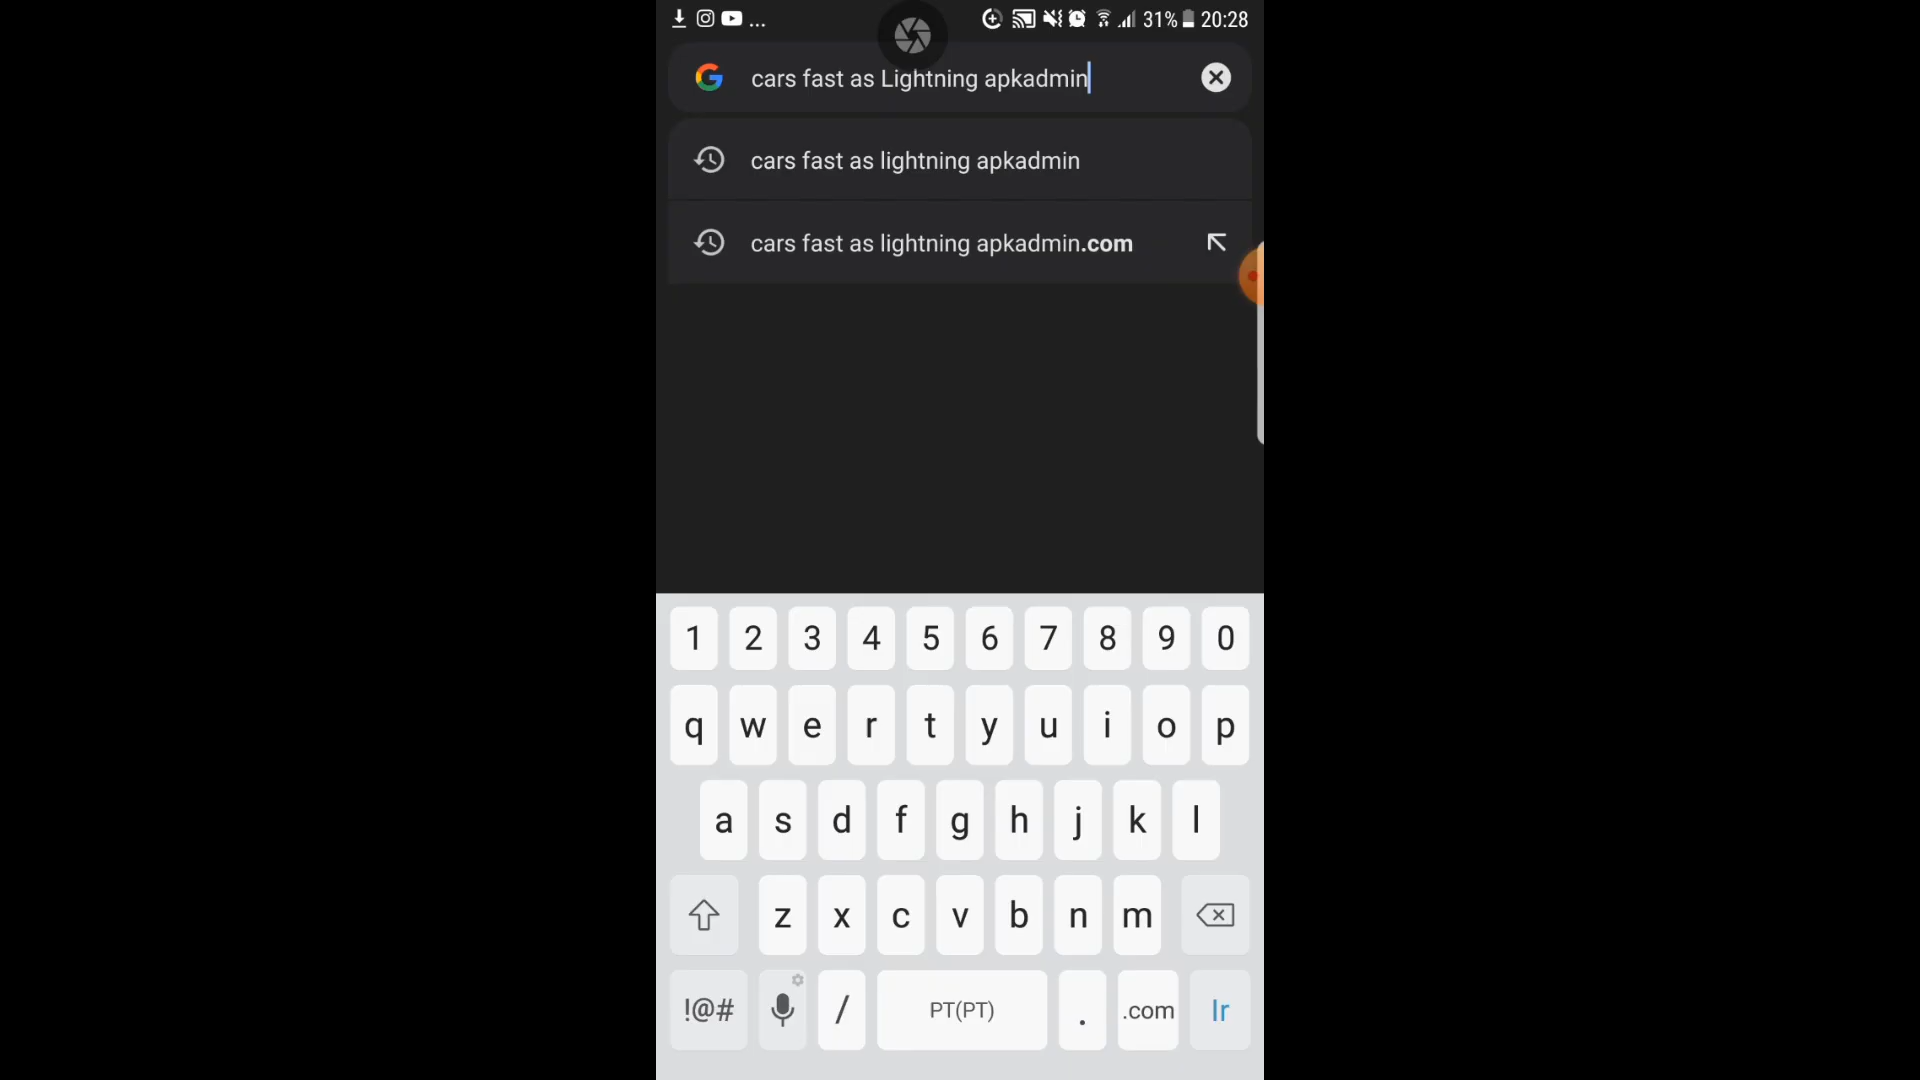 ... 31% 20:28
cars fast as Lightning apkadmin
cars fast as lightning apkadmin
cars fast as lightning apkadmin.com
1 2 3 4 5 6 7 8 9 0
q w e r t y u i o p
a s d f g h j k l
z x c v b n m
!@# / PT(PT) . .com Ir